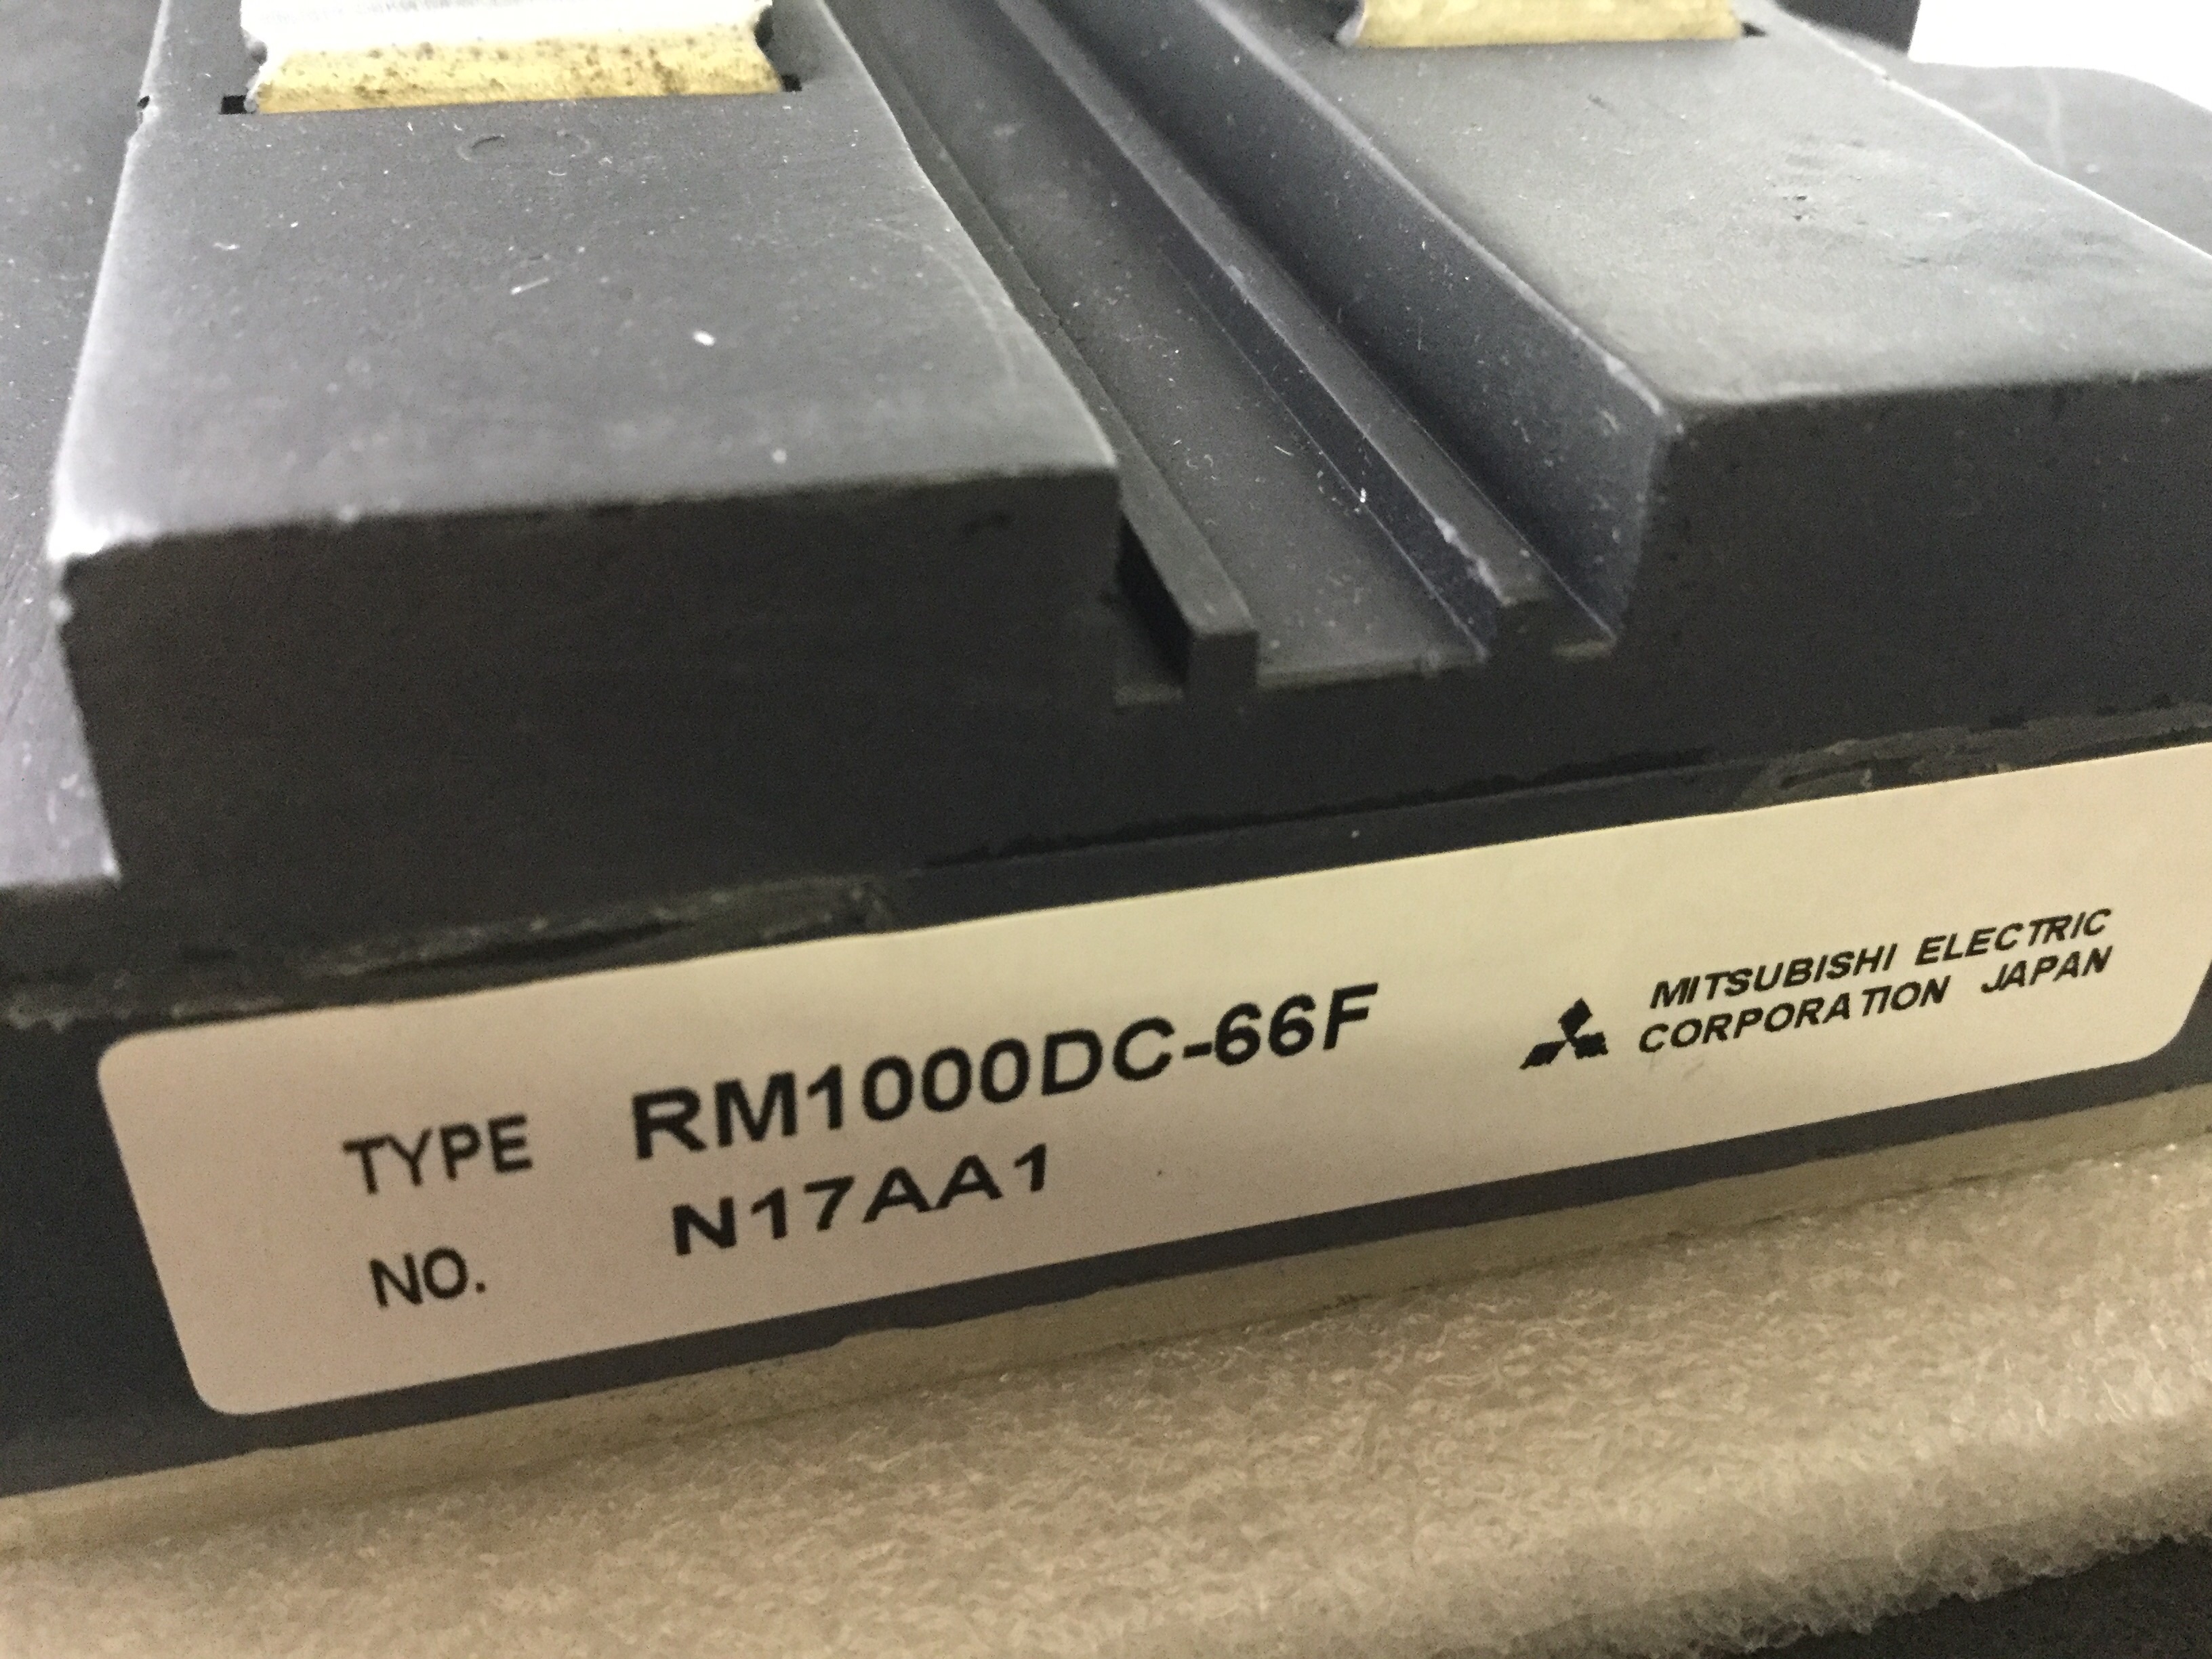 TYPE RM1000DC-66F
NO. N17AA1
MITSUBISHI ELECTRIC
CORPORATION JAPAN